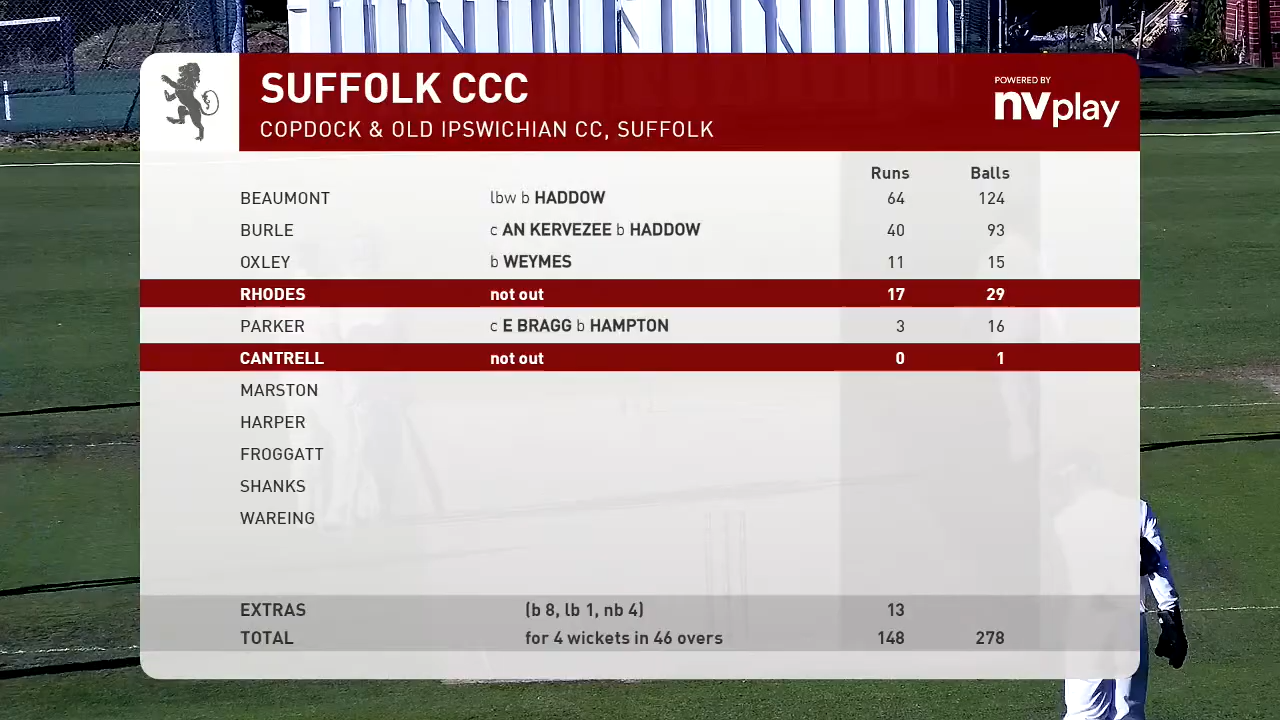 SUFFOLK CCC
COPDOCK & OLD IPSWICHIAN CC, SUFFOLK
POWERED BY
nvplay
Runs Balls
BEAUMONT lbw b HADDOW 64 124
BURLE c AN KERVEZEE b HADDOW 40 93
OXLEY b WEYMES 11 15
RHODES not out 17 29
PARKER c E BRAGG b HAMPTON 3 16
CANTRELL not out 0 1
MARSTON
HARPER
FROGGATT
SHANKS
WAREING
EXTRAS (b 8, lb 1, nb 4) 13
TOTAL for 4 wickets in 46 overs 148 278